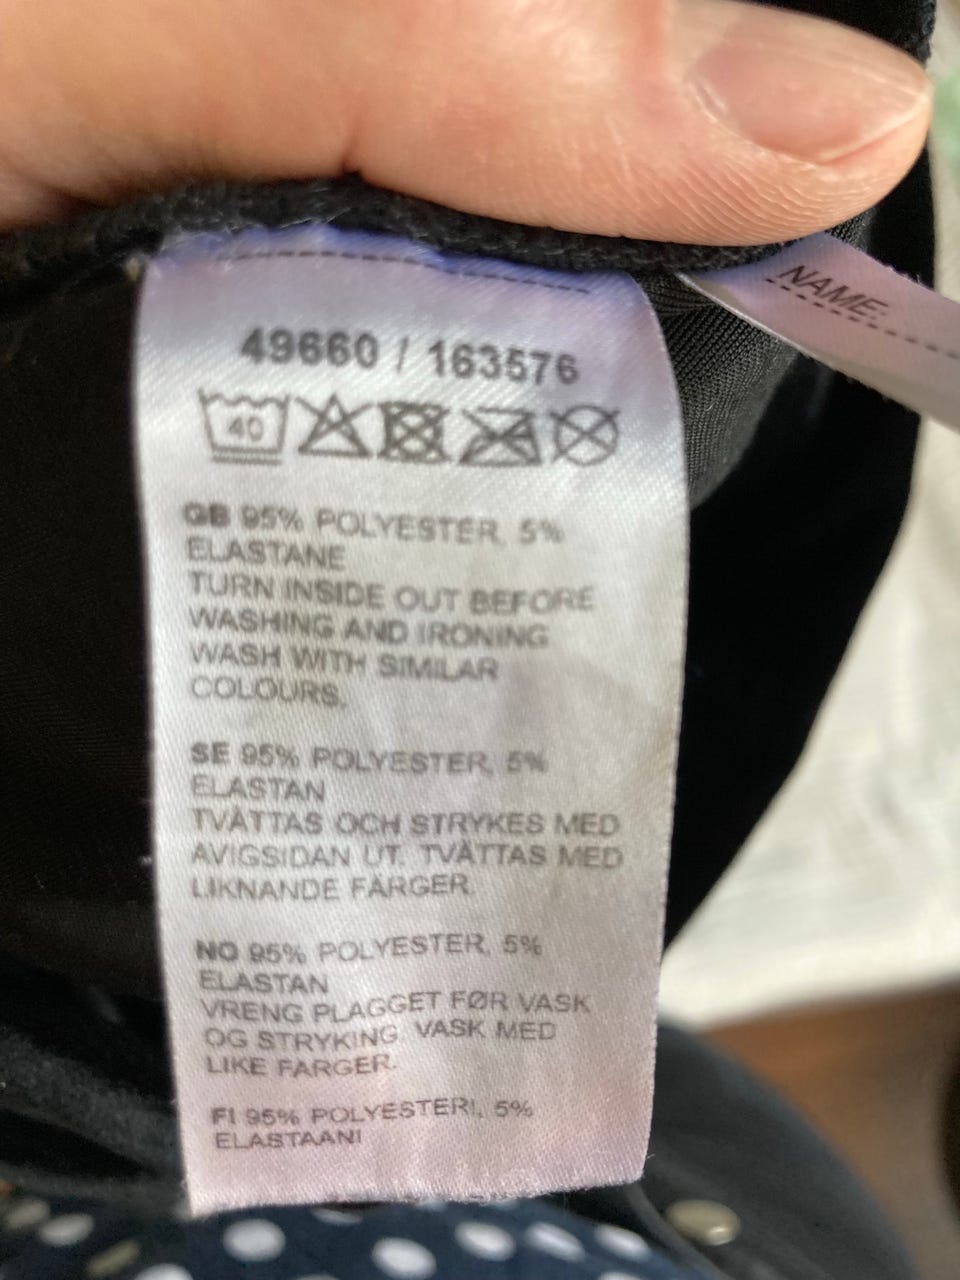 NAME:
49660 / 163576
40
GB 95% POLYESTER, 5%
ELASTANE
TURN INSIDE OUT BEFORE
WASHING AND IRONING
WASH WITH SIMILAR
COLOURS.
SE 95% POLYESTER, 5%
ELASTAN
TVÄTTAS OCH STRYKES MED
AVIGSIDAN UT. TVÄTTAS MED
LIKNANDE FÄRGER.
NO 95% POLYESTER, 5%
ELASTAN
VRENG PLAGGET FØR VASK
OG STRYKING. VASK MED
LIKE FARGER.
FI 95% POLYESTERI, 5%
ELASTAANI